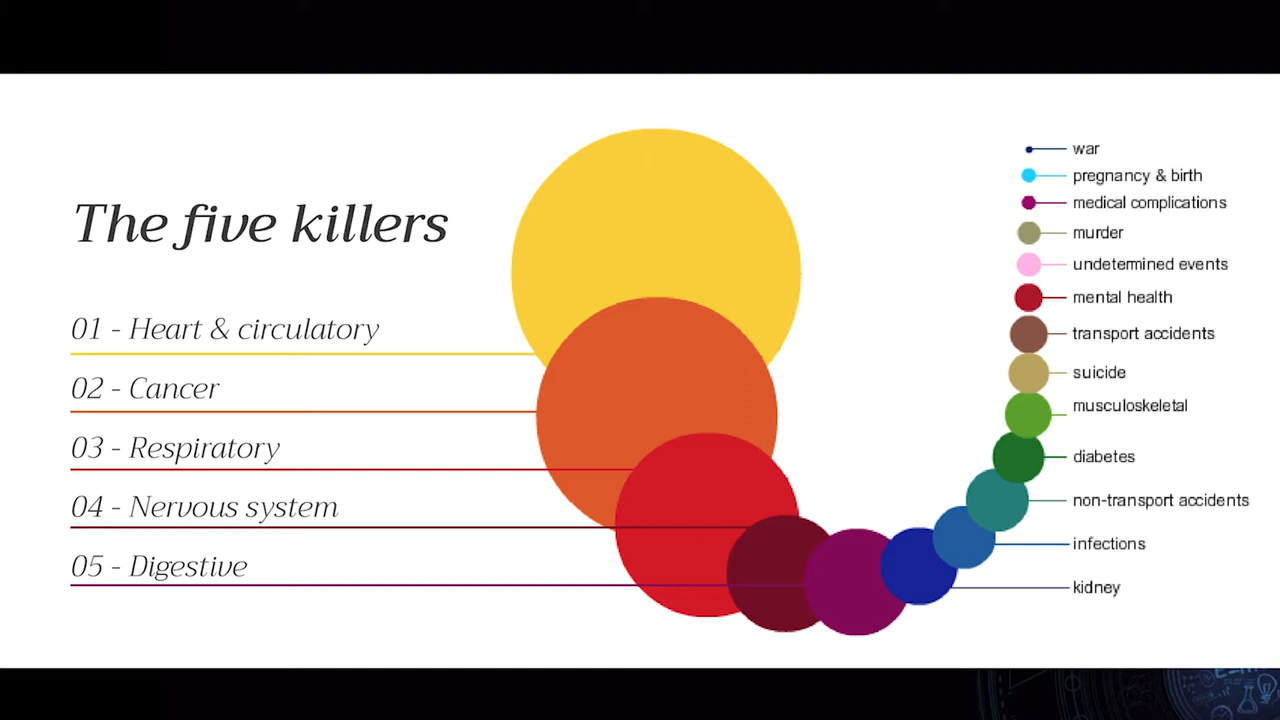 The five killers
01 - Heart & circulatory
02 - Cancer
03 - Respiratory
04 - Nervous system
05 - Digestive
war
pregnancy & birth
medical complications
murder
undetermined events
mental health
transport accidents
suicide
musculoskeletal
diabetes
non-transport accidents
infections
kidney